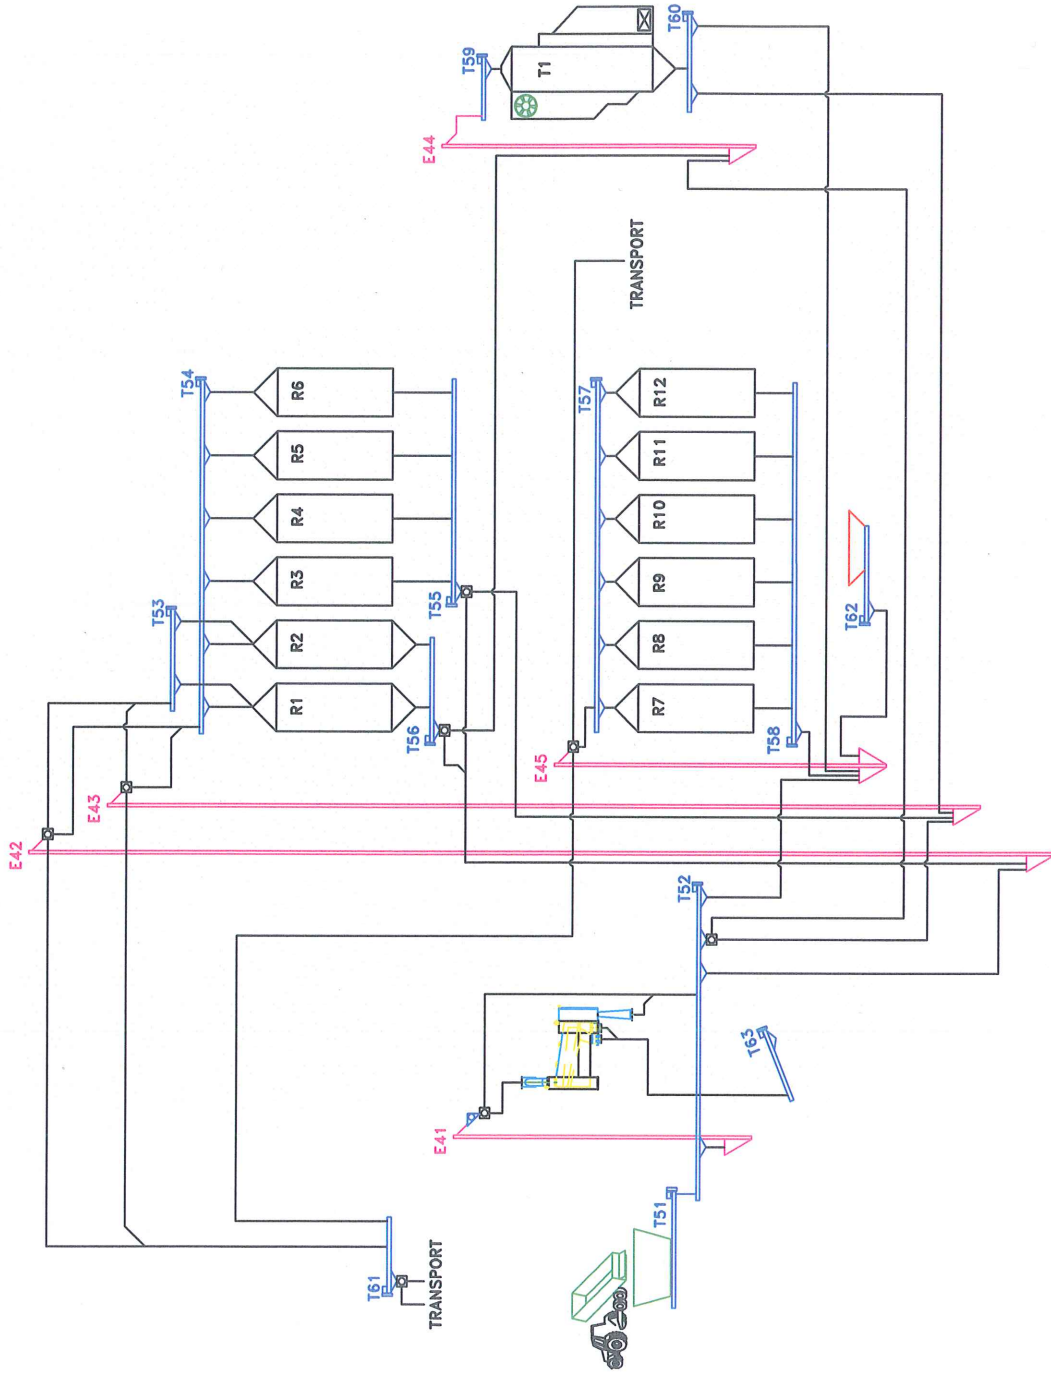 E42
E43
T53
T54
R1
R2
R3
R4
R5
R6
T56
T55
E44
T59
T1
T60
TRANSPORT
E45
T57
R7
R8
R9
R10
R11
R12
T58
T62
E41
T52
T63
T51
T61
TRANSPORT